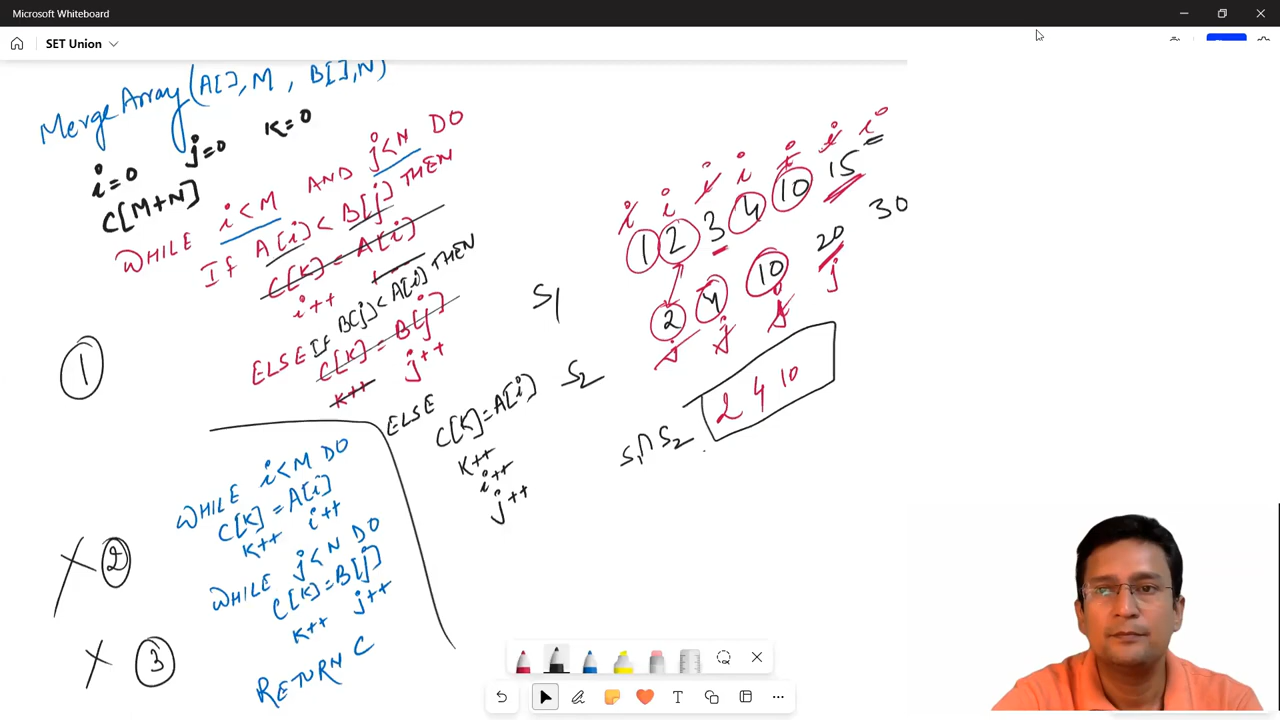 Microsoft Whiteboard
SET Union
MergeArray(A[],M, B[],N)
i=0 j=0 K=0
C[M+N]
WHILE i<M AND j<N DO
If A[i]<B[j] THEN
C[K]=A[i]
i++
ELSE IF B[j]<A[i] THEN
C[K]=B[j]
K++ j++
ELSE
C[K]=A[i]
K++
i++
j++
1
WHILE i<M DO
C[K]=A[i]
K++ i++
X 2
WHILE j<N DO
C[K]=B[j]
K++ j++
X 3
RETURN C
i i i i i i i
S1 1 2 3 4 10 15 30
S2 2 4 10 20
j j j j
S1∩S2 2 4 10